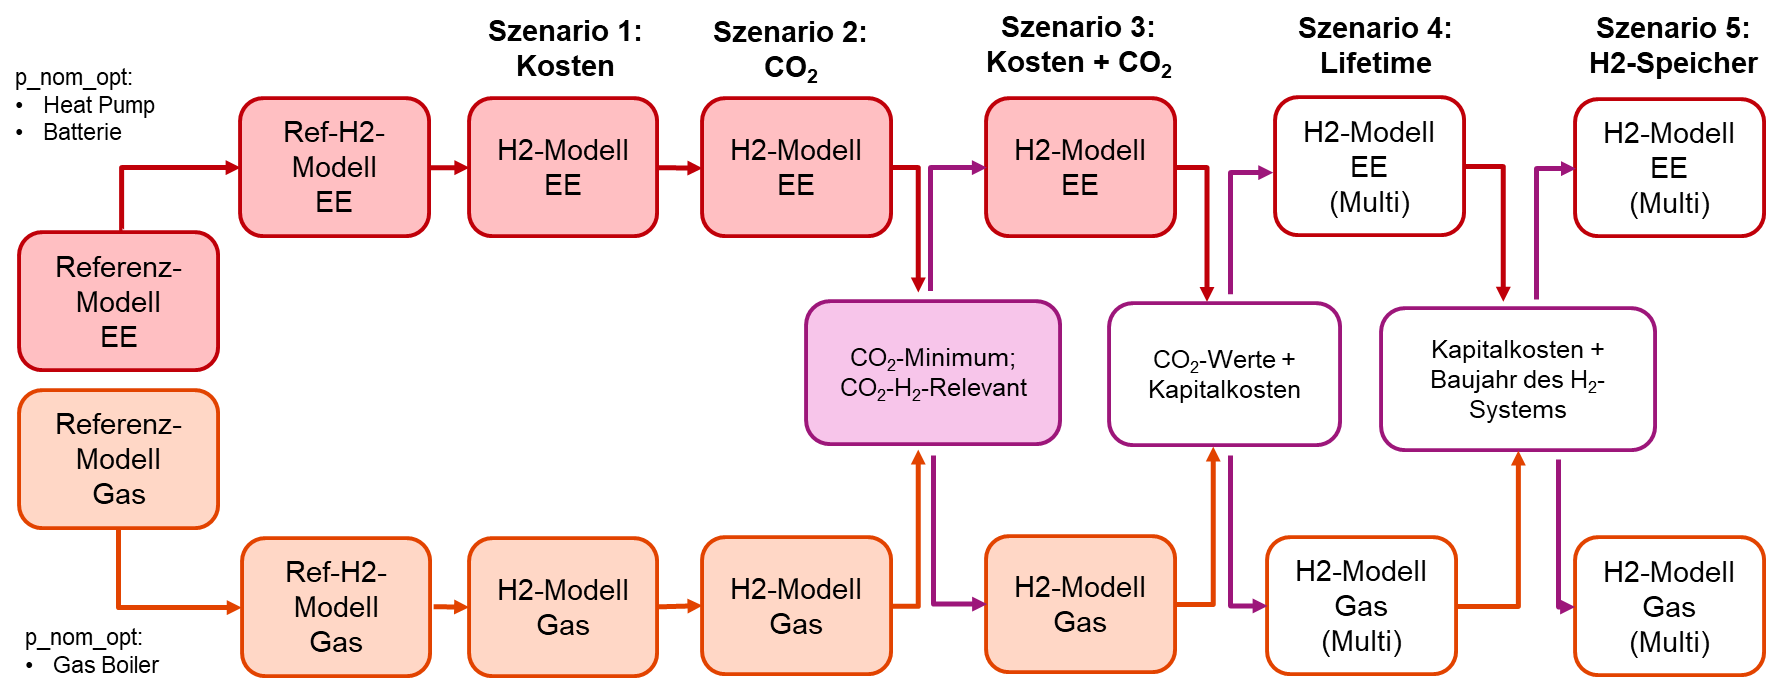 Szenario 1:
Kosten
Szenario 2:
CO₂
Szenario 3:
Kosten + CO₂
Szenario 4:
Lifetime
Szenario 5:
H2-Speicher
p_nom_opt:
• Heat Pump
• Batterie
Ref-H2-
Modell
EE
H2-Modell
EE
H2-Modell
EE
H2-Modell
EE
H2-Modell
EE
(Multi)
H2-Modell
EE
(Multi)
Referenz-
Modell
EE
CO₂-Minimum;
CO₂-H₂-Relevant
CO₂-Werte +
Kapitalkosten
Kapitalkosten +
Baujahr des H₂-
Systems
Referenz-
Modell
Gas
Ref-H2-
Modell
Gas
H2-Modell
Gas
H2-Modell
Gas
H2-Modell
Gas
H2-Modell
Gas
(Multi)
H2-Modell
Gas
(Multi)
p_nom_opt:
• Gas Boiler